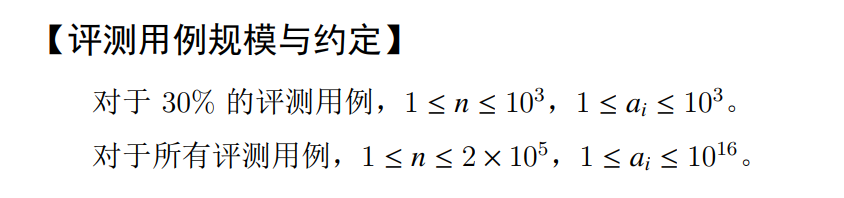 【评测用例规模与约定】
对于 30% 的评测用例，1 ≤ n ≤ 10³，1 ≤ aᵢ ≤ 10³。
对于所有评测用例，1 ≤ n ≤ 2 × 10⁵，1 ≤ aᵢ ≤ 10¹⁶。